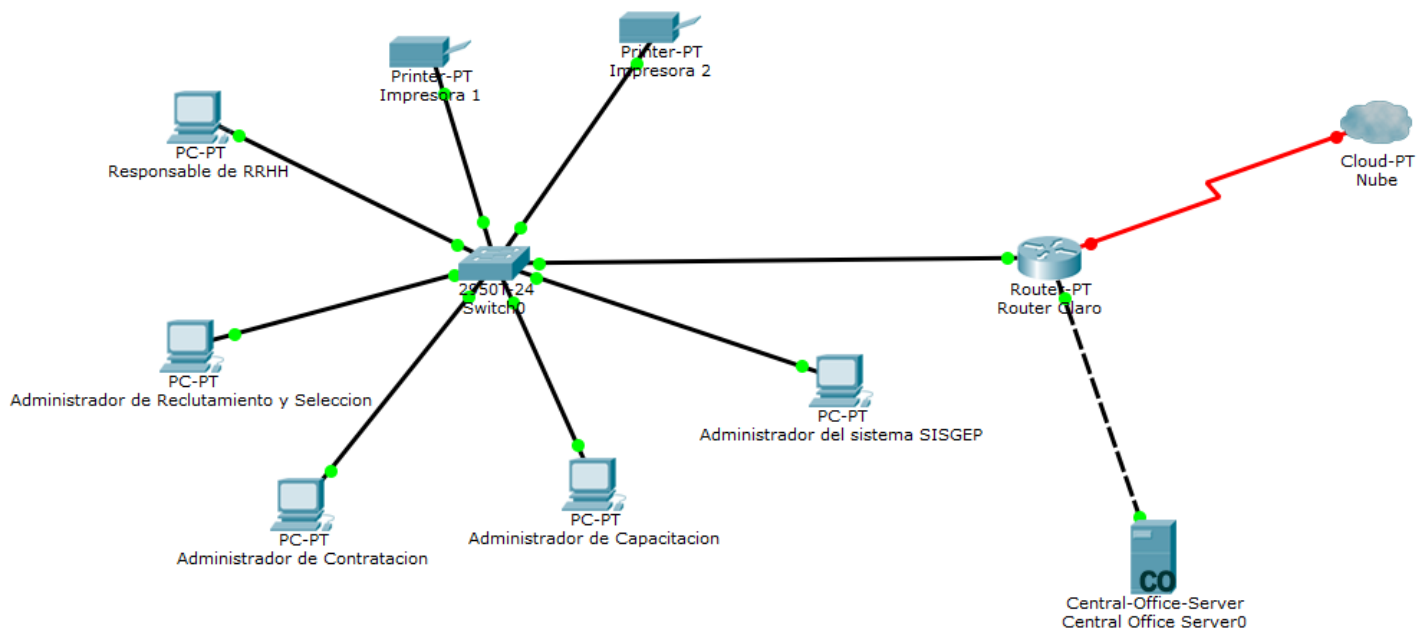 Printer-PT
Impresora 1
Printer-PT
Impresora 2
PC-PT
Responsable de RRHH
Cloud-PT
Nube
2950T-24
Switch0
Router-PT
Router Claro
PC-PT
Administrador de Reclutamiento y Seleccion
PC-PT
Administrador del sistema SISGEP
PC-PT
Administrador de Contratacion
PC-PT
Administrador de Capacitacion
CO
Central-Office-Server
Central Office Server0